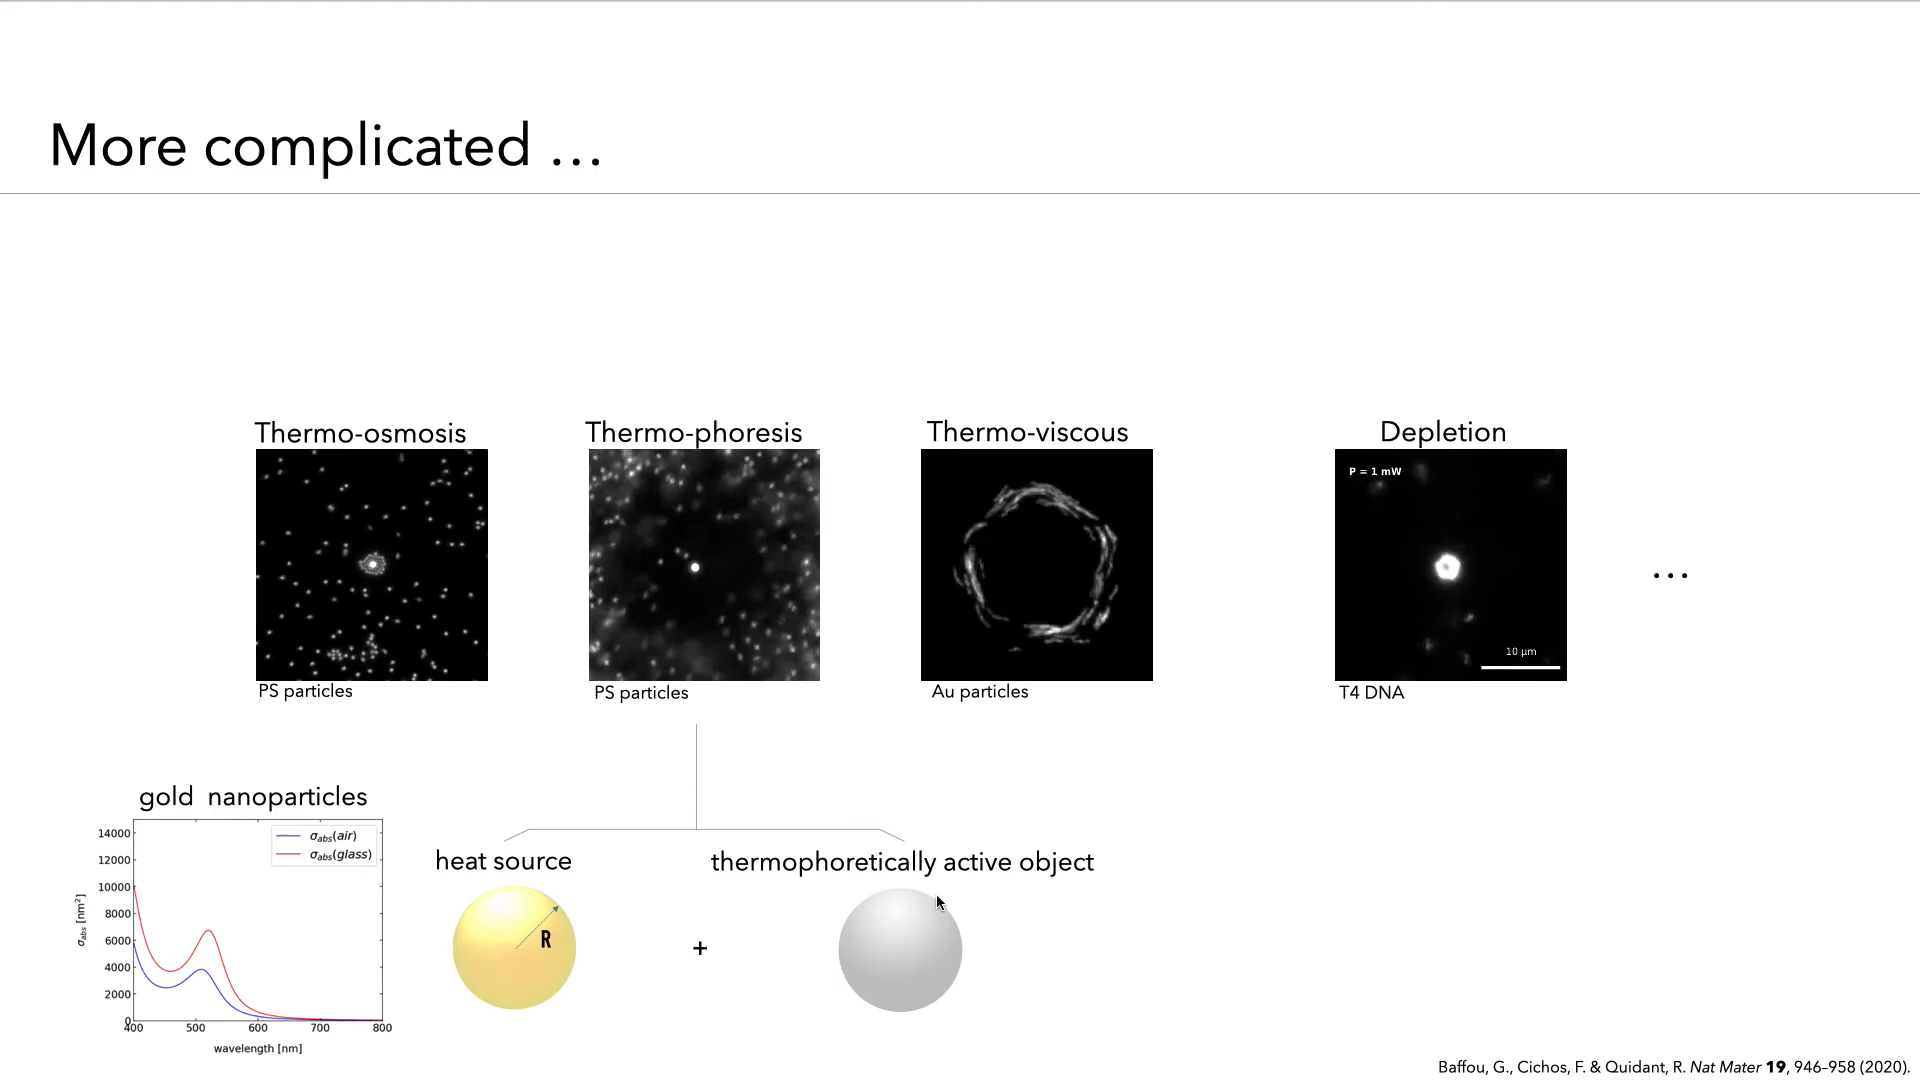 More complicated …
Thermo-osmosis
Thermo-phoresis
Thermo-viscous
Depletion
P = 1 mW
10 µm
…
PS particles
PS particles
Au particles
T4 DNA
gold nanoparticles
σabs(air)
σabs(glass)
14000
12000
10000
8000
6000
4000
2000
0
σabs [nm²]
400 500 600 700 800
wavelength [nm]
heat source
thermophoretically active object
R
+
Baffou, G., Cichos, F. & Quidant, R. Nat Mater 19, 946–958 (2020).